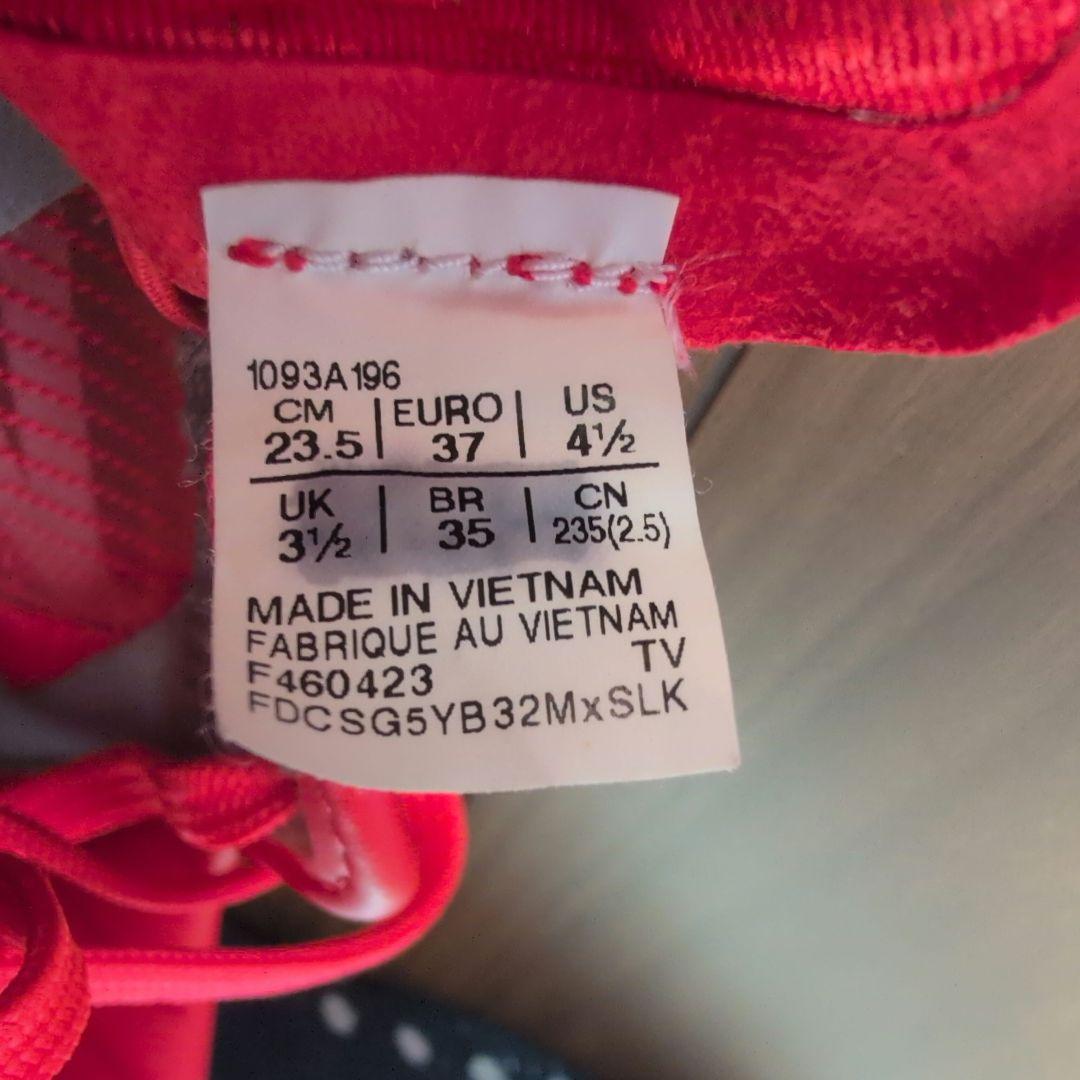 1093A196
CM | EURO | US
23.5 | 37 | 4½
UK | BR | CN
3½ | 35 | 235(2.5)
MADE IN VIETNAM
FABRIQUE AU VIETNAM
TV
F460423
FDCSG5YB32MxSLK